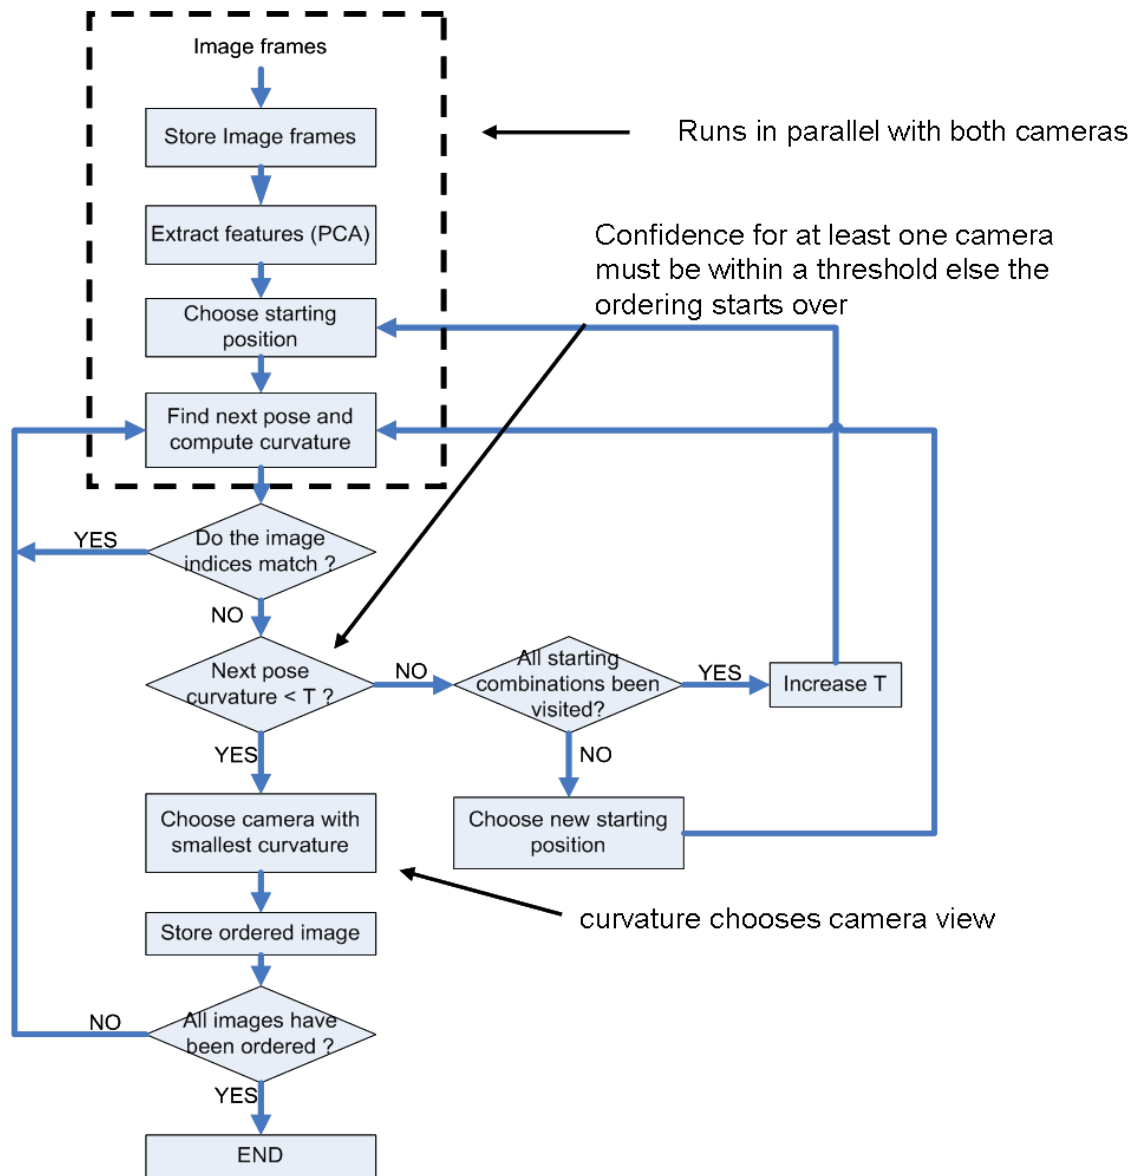 Image frames
Store Image frames
Runs in parallel with both cameras
Extract features (PCA)
Confidence for at least one camera
must be within a threshold else the
ordering starts over
Choose starting
position
Find next pose and
compute curvature
YES
Do the image
indices match ?
NO
Next pose
curvature < T ?
NO
All starting
combinations been
visited?
YES
Increase T
YES
NO
Choose camera with
smallest curvature
Choose new starting
position
curvature chooses camera view
Store ordered image
NO
All images have
been ordered ?
YES
END